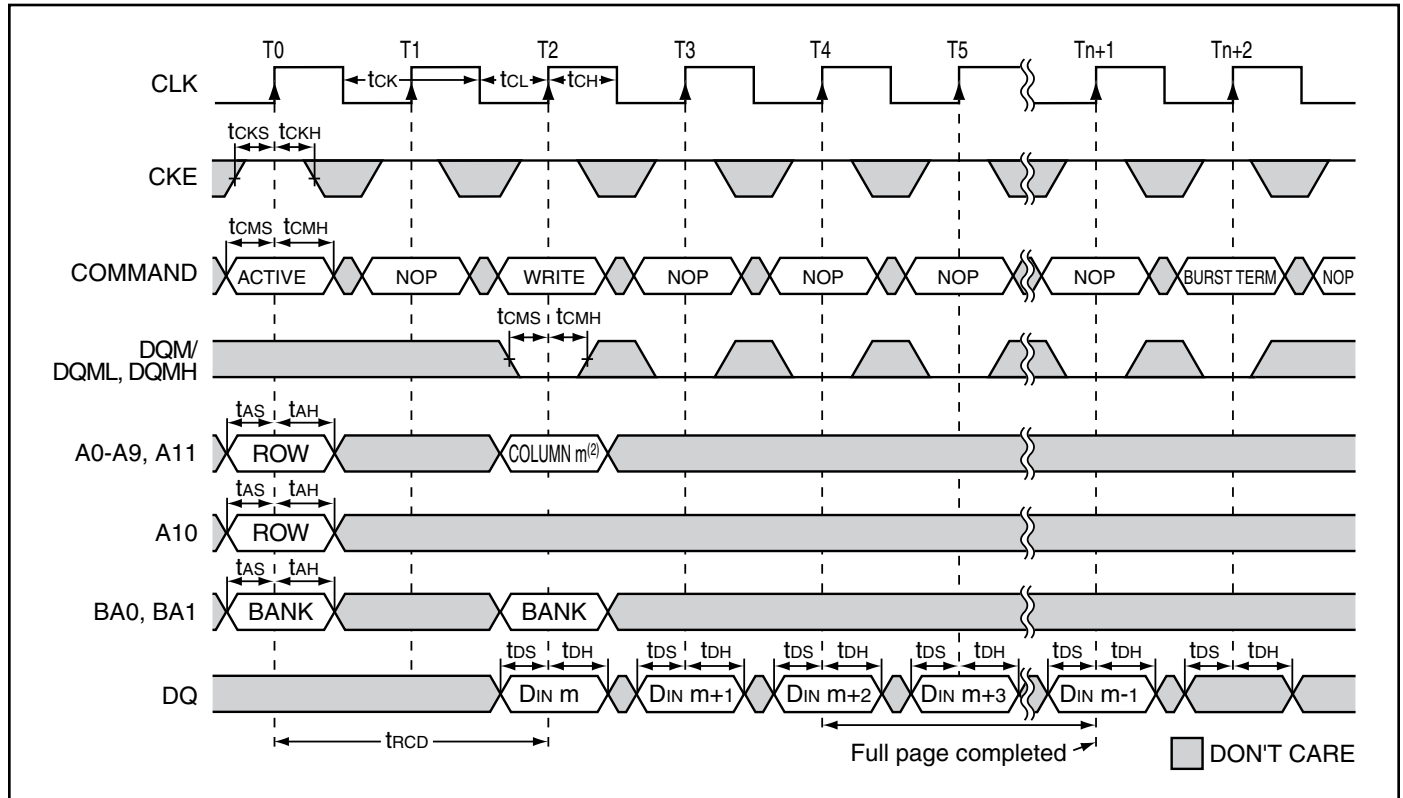 T0 T1 T2 T3 T4 T5 Tn+1 Tn+2
CLK tCK tCL tCH
tCKS tCKH
CKE
tCMS tCMH
COMMAND ACTIVE NOP WRITE NOP NOP NOP NOP BURST TERM NOP
tCMS tCMH
DQM/
DQML, DQMH
tAS tAH
A0-A9, A11 ROW COLUMN m(2)
tAS tAH
A10 ROW
tAS tAH
BA0, BA1 BANK BANK
tDS tDH tDS tDH tDS tDH tDS tDH tDS tDH tDS tDH
DQ DIN m DIN m+1 DIN m+2 DIN m+3 DIN m-1
tRCD
Full page completed
DON'T CARE